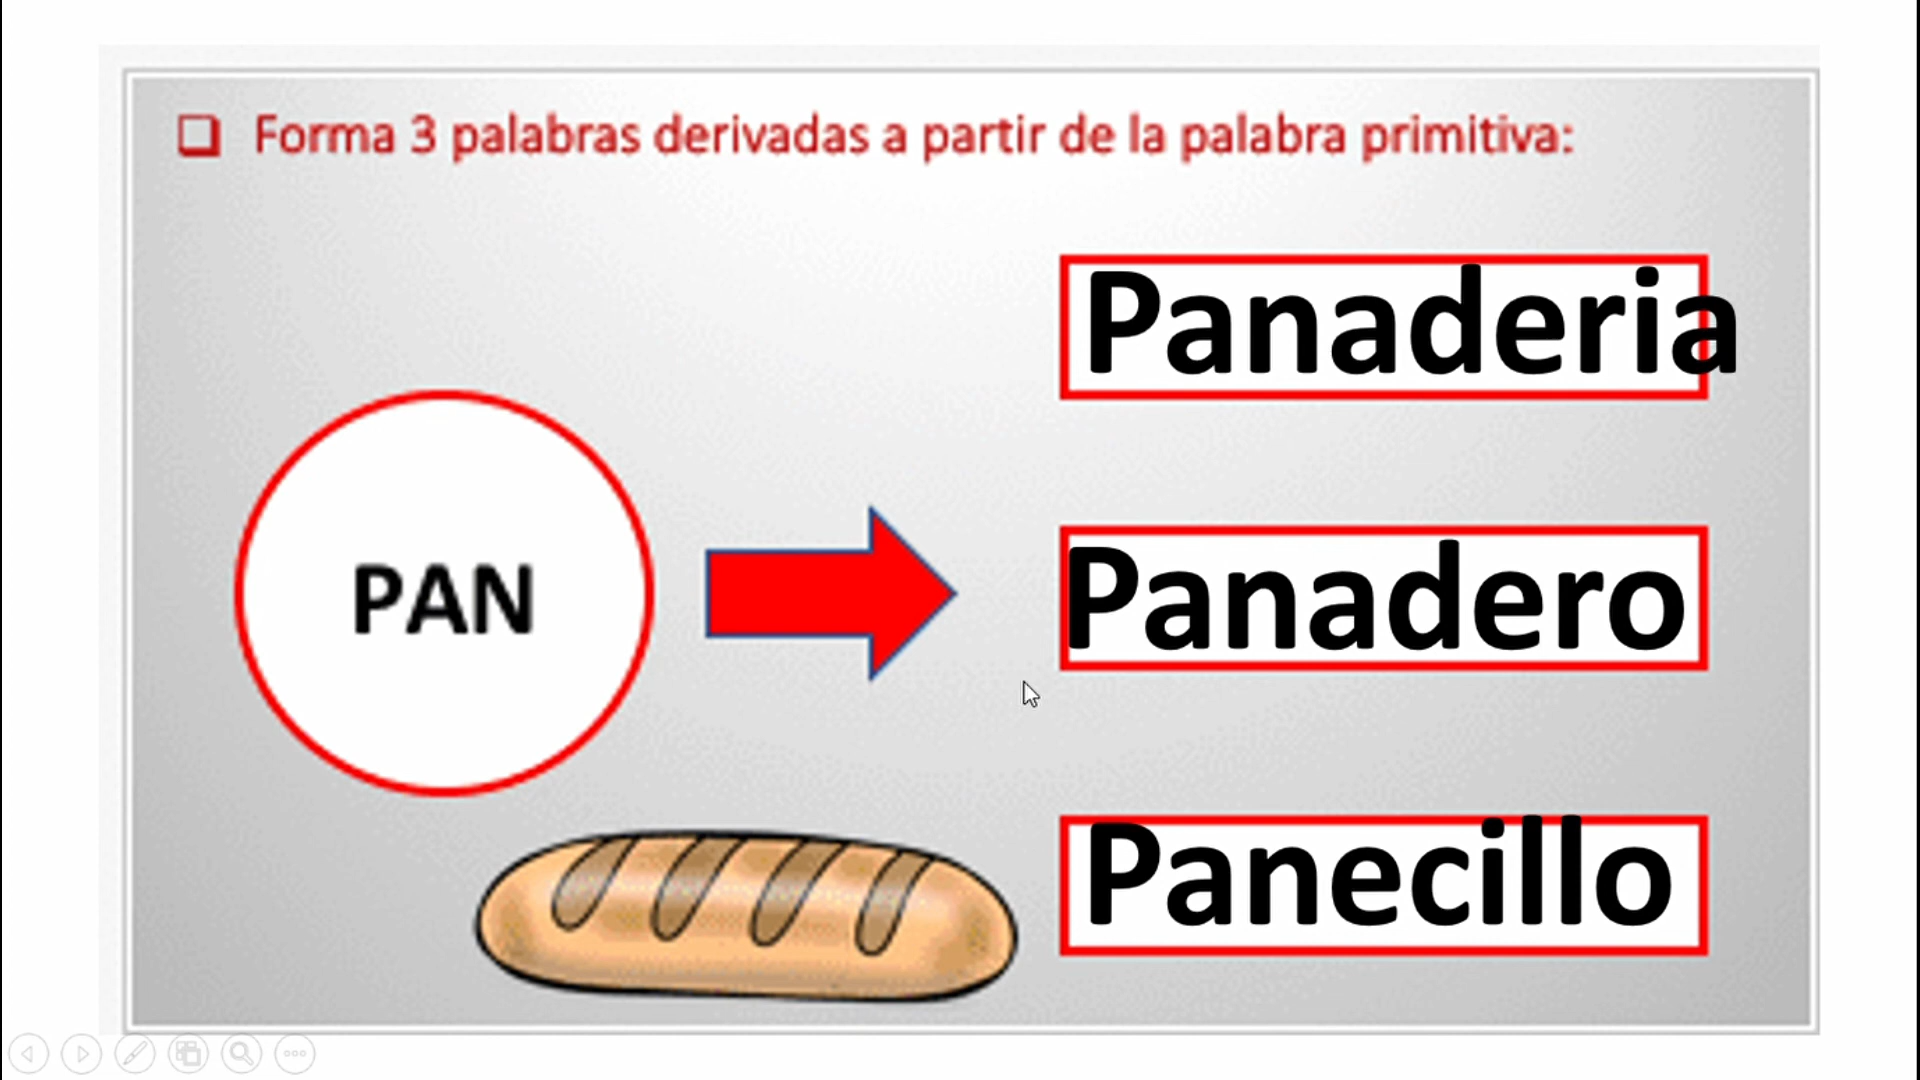 Forma 3 palabras derivadas a partir de la palabra primitiva:
Panaderia
PAN
Panadero
Panecillo